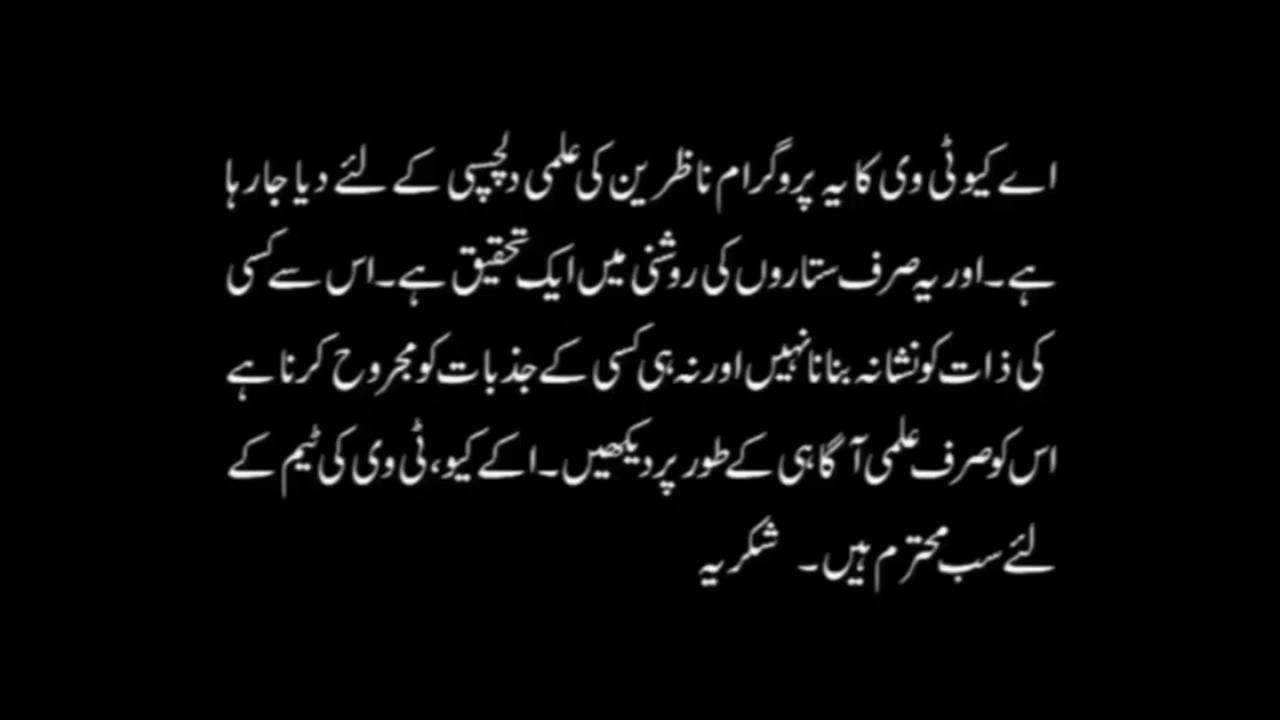 اے کیو ٹی وی کا یہ پروگرام ناظرین کی علمی دلچسپی کے لئے دیا جا رہا
ہے۔ اور یہ صرف ستاروں کی روشنی میں ایک تحقیق ہے۔ اس سے کسی
کی ذات کو نشانہ بنانا نہیں اور نہ ہی کسی کے جذبات کو مجروح کرنا ہے
اس کو صرف علمی آگاہی کے طور پر دیکھیں۔ اکے کیو، ٹی وی کی ٹیم کے
لئے سب محترم ہیں۔ شکریہ